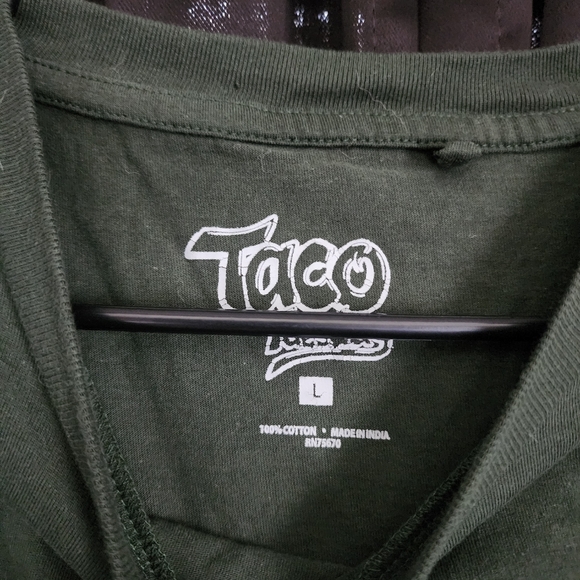 Taco
L
100% COTTON • MADE IN INDIA
RN75670